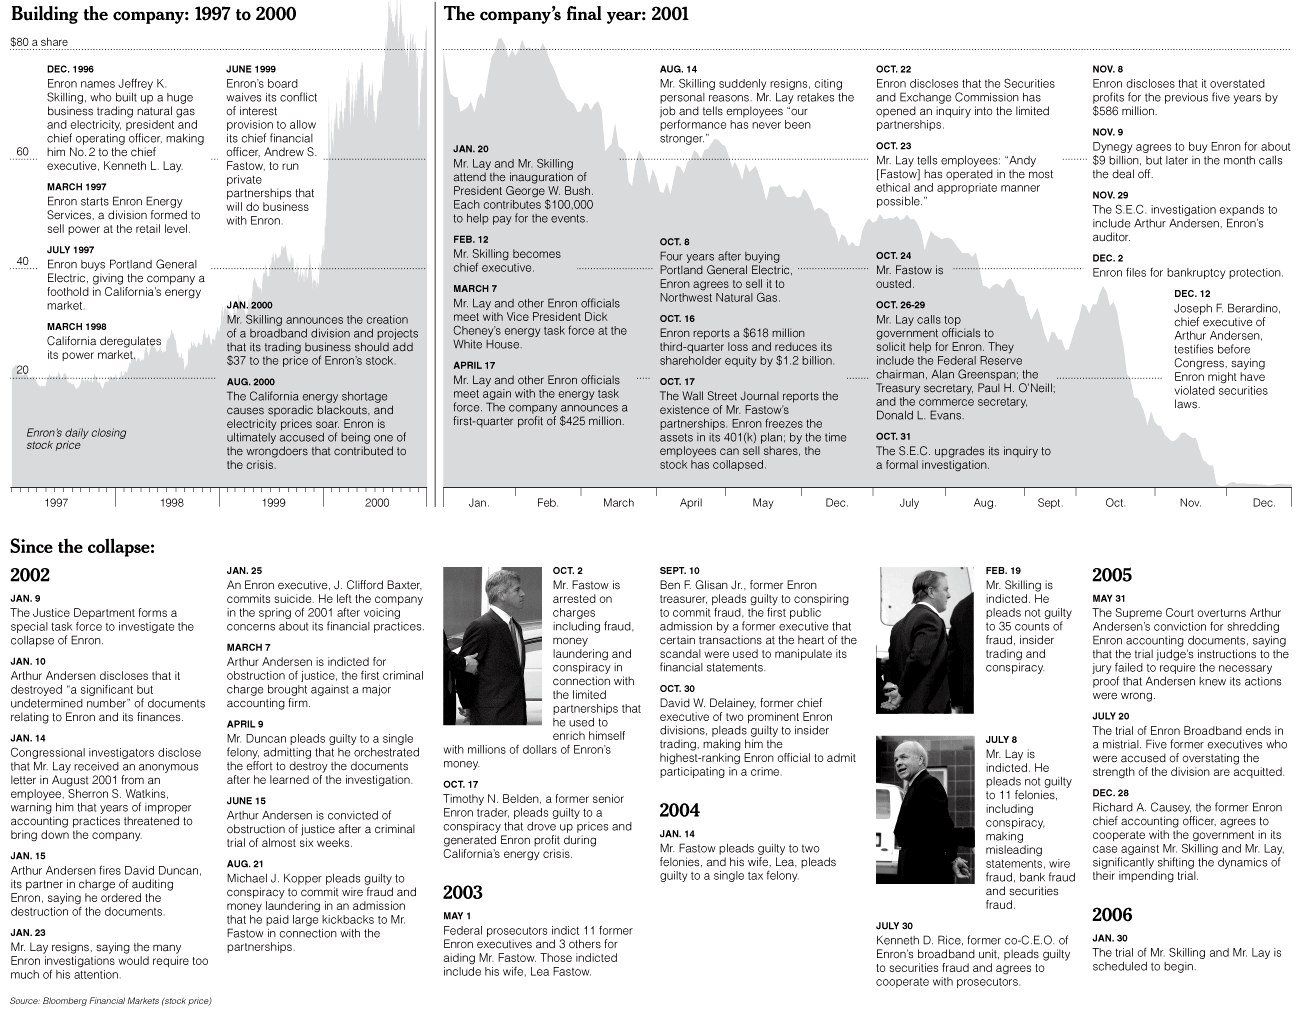 Building the company: 1997 to 2000
$80 a share
60
40
20
DEC. 1996
Enron names Jeffrey K.
Skilling, who built up a huge
business trading natural gas
and electricity, president and
chief operating officer, making
him No. 2 to the chief
executive, Kenneth L. Lay.
MARCH 1997
Enron starts Enron Energy
Services, a division formed to
sell power at the retail level.
JULY 1997
Enron buys Portland General
Electric, giving the company a
foothold in California's energy
market.
MARCH 1998
California deregulates
its power market.
Enron's daily closing
stock price
JUNE 1999
Enron's board
waives its conflict
of interest
provision to allow
its chief financial
officer, Andrew S.
Fastow, to run
private
partnerships that
will do business
with Enron.
JAN. 2000
Mr. Skilling announces the creation
of a broadband division and projects
that its trading business should add
$37 to the price of Enron's stock.
AUG. 2000
The California energy shortage
causes sporadic blackouts, and
electricity prices soar. Enron is
ultimately accused of being one of
the wrongdoers that contributed to
the crisis.
1997
1998
1999
2000
The company's final year: 2001
JAN. 20
Mr. Lay and Mr. Skilling
attend the inauguration of
President George W. Bush.
Each contributes $100,000
to help pay for the events.
FEB. 12
Mr. Skilling becomes
chief executive.
MARCH 7
Mr. Lay and other Enron officials
meet with Vice President Dick
Cheney's energy task force at the
White House.
APRIL 17
Mr. Lay and other Enron officials
meet again with the energy task
force. The company announces a
first-quarter profit of $425 million.
AUG. 14
Mr. Skilling suddenly resigns, citing
personal reasons. Mr. Lay retakes the
job and tells employees "our
performance has never been
stronger."
OCT. 8
Four years after buying
Portland General Electric,
Enron agrees to sell it to
Northwest Natural Gas.
OCT. 16
Enron reports a $618 million
third-quarter loss and reduces its
shareholder equity by $1.2 billion.
OCT. 17
The Wall Street Journal reports the
existence of Mr. Fastow's
partnerships. Enron freezes the
assets in its 401(k) plan; by the time
employees can sell shares, the
stock has collapsed.
OCT. 22
Enron discloses that the Securities
and Exchange Commission has
opened an inquiry into the limited
partnerships.
OCT. 23
Mr. Lay tells employees: "Andy
[Fastow] has operated in the most
ethical and appropriate manner
possible."
OCT. 24
Mr. Fastow is
ousted.
OCT. 26-29
Mr. Lay calls top
government officials to
solicit help for Enron. They
include the Federal Reserve
chairman, Alan Greenspan; the
Treasury secretary, Paul H. O'Neil;
and the commerce secretary,
Donald L. Evans.
OCT. 31
The S.E.C. upgrades its inquiry to
a formal investigation.
NOV. 8
Enron discloses that it overstated
profits for the previous five years by
$586 million.
NOV. 9
Dynegy agrees to buy Enron for about
$9 billion, but later in the month calls
the deal off.
NOV. 29
The S.E.C. investigation expands to
include Arthur Andersen, Enron's
auditor.
DEC. 2
Enron files for bankruptcy protection.
DEC. 12
Joseph F. Berardino,
chief executive of
Arthur Andersen,
testifies before
Congress, saying
Enron might have
violated securities
laws.
Jan.
Feb.
March
April
May
Dec.
July
Aug.
Sept.
Oct.
Nov.
Dec.
Since the collapse:
2002
JAN. 9
The Justice Department forms a
special task force to investigate the
collapse of Enron.
JAN. 10
Arthur Andersen discloses that it
destroyed "a significant but
undetermined number" of documents
relating to Enron and its finances.
JAN. 14
Congressional investigators disclose
that Mr. Lay received an anonymous
letter in August 2001 from an
employee, Sherron S. Watkins,
warning him that years of improper
accounting practices threatened to
bring down the company.
JAN. 15
Arthur Andersen fires David Duncan,
its partner in charge of auditing
Enron, saying he ordered the
destruction of the documents.
JAN. 23
Mr. Lay resigns, saying the many
Enron investigations would require too
much of his attention.
JAN. 25
An Enron executive, J. Clifford Baxter,
commits suicide. He left the company
in the spring of 2001 after voicing
concerns about its financial practices.
MARCH 7
Arthur Andersen is indicted for
obstruction of justice, the first criminal
charge brought against a major
accounting firm.
APRIL 9
Mr. Duncan pleads guilty to a single
felony, admitting that he orchestrated
the effort to destroy the documents
after he learned of the investigation.
JUNE 15
Arthur Andersen is convicted of
obstruction of justice after a criminal
trial of almost six weeks.
AUG. 21
Michael J. Kopper pleads guilty to
conspiracy to commit wire fraud and
money laundering in an admission
that he paid large kickbacks to Mr.
Fastow in connection with the
partnerships.
OCT. 2
Mr. Fastow is
arrested on
charges
including fraud,
money
laundering and
conspiracy in
connection with
the limited
partnerships that
he used to
enrich himself
with millions of dollars of Enron's
money.
OCT. 17
Timothy N. Belden, a former senior
Enron trader, pleads guilty to a
conspiracy that drove up prices and
generated Enron profit during
California's energy crisis.
2003
MAY 1
Federal prosecutors indict 11 former
Enron executives and 3 others for
aiding Mr. Fastow. Those indicted
include his wife, Lea Fastow.
SEPT. 10
Ben F. Glisan Jr., former Enron
treasurer, pleads guilty to conspiring
to commit fraud, the first public
admission by a former executive that
certain transactions at the heart of the
scandal were used to manipulate its
financial statements.
OCT. 30
David W. Delainey, former chief
executive of two prominent Enron
divisions, pleads guilty to insider
trading, making him the
highest-ranking Enron official to admit
participating in a crime.
2004
JAN. 14
Mr. Fastow pleads guilty to two
felonies, and his wife, Lea, pleads
guilty to a single tax felony.
FEB. 19
Mr. Skilling is
indicted. He
pleads not guilty
to 35 counts of
fraud, insider
trading and
conspiracy.
JULY 8
Mr. Lay is
indicted. He
pleads not guilty
to 11 felonies,
including
conspiracy,
making
misleading
statements, wire
fraud, bank fraud
and securities
fraud.
JULY 30
Kenneth D. Rice, former co-C.E.O. of
Enron's broadband unit, pleads guilty
to securities fraud and agrees to
cooperate with prosecutors.
2005
MAY 31
The Supreme Court overturns Arthur
Andersen's conviction for shredding
Enron accounting documents, saying
that the trial judge's instructions to the
jury failed to require the necessary
proof that Andersen knew its actions
were wrong.
JULY 20
The trial of Enron Broadband ends in
a mistrial. Five former executives who
were accused of overstating the
strength of the division are acquitted.
DEC. 28
Richard A. Causey, the former Enron
chief accounting officer, agrees to
cooperate with the government in its
case against Mr. Skilling and Mr. Lay,
significantly shifting the dynamics of
their impending trial.
2006
JAN. 30
The trial of Mr. Skilling and Mr. Lay is
scheduled to begin.
Source: Bloomberg Financial Markets (stock price)